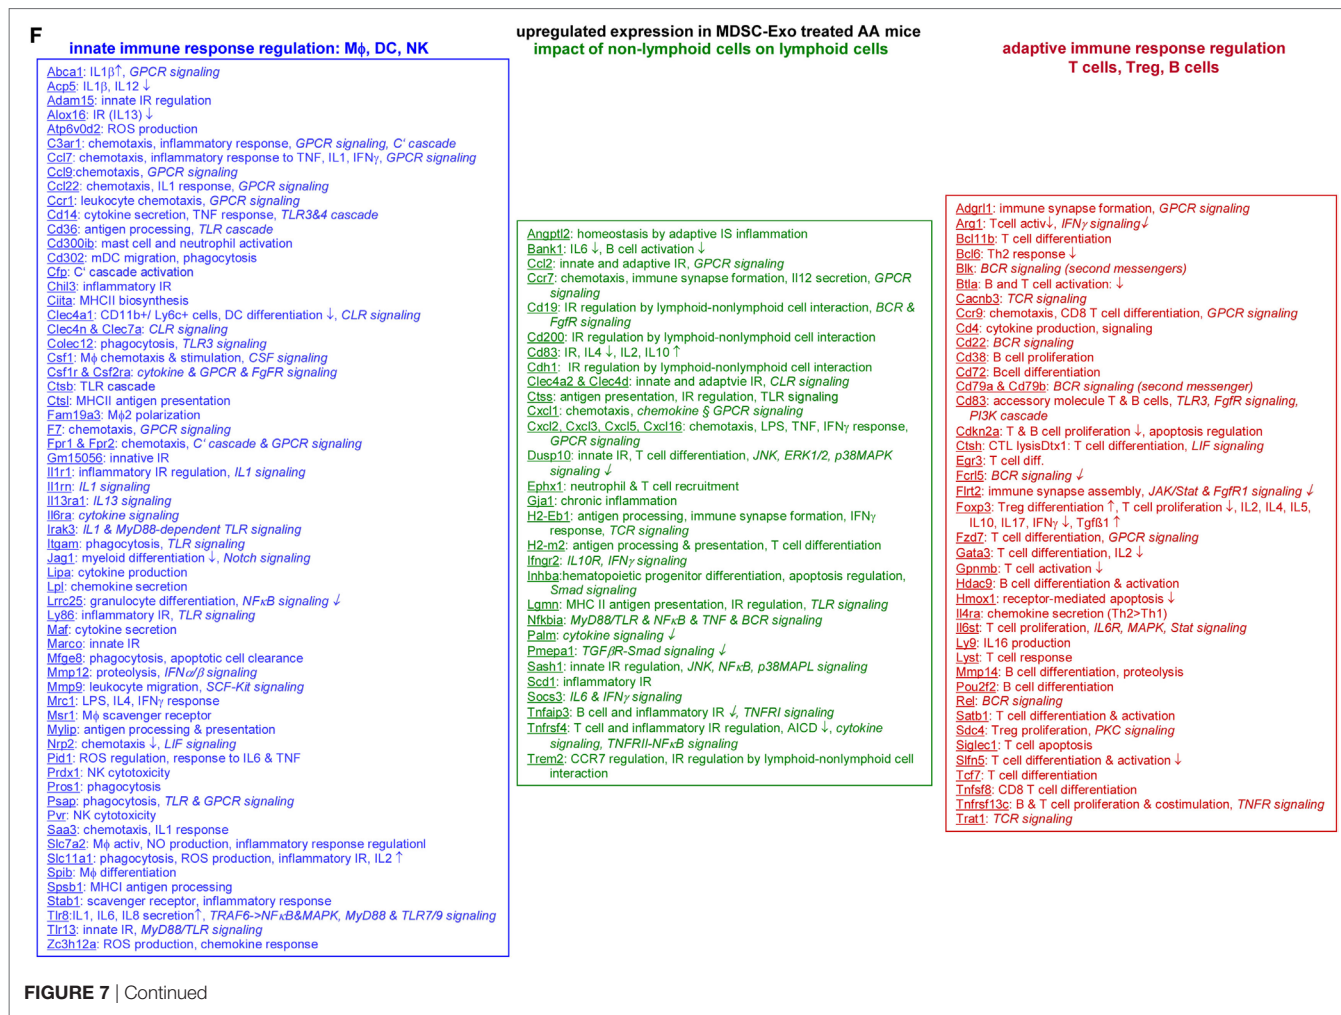 F
innate immune response regulation: Mϕ, DC, NK
Abca1: IL1β↑, GPCR signaling
Acp5: IL1β, IL12 ↓
Adam15: innate IR regulation
Alox16: IR (IL13) ↓
Atp6v0d2: ROS production
C3ar1: chemotaxis, inflammatory response, GPCR signaling, C' cascade
Ccl7: chemotaxis, inflammatory response to TNF, IL1, IFNγ, GPCR signaling
Ccl9:chemotaxis, GPCR signaling
Ccl22: chemotaxis, IL1 response, GPCR signaling
Ccr1: leukocyte chemotaxis, GPCR signaling
Cd14: cytokine secretion, TNF response, TLR3&4 cascade
Cd36: antigen processing, TLR cascade
Cd300ib: mast cell and neutrophil activation
Cd302: mDC migration, phagocytosis
Cfp: C' cascade activation
Chil3: inflammatory IR
Ciita: MHCII biosynthesis
Clec4a1: CD11b+/ Ly6c+ cells, DC differentiation ↓, CLR signaling
Clec4n & Clec7a: CLR signaling
Colec12: phagocytosis, TLR3 signaling
Csf1: Mϕ chemotaxis & stimulation, CSF signaling
Csf1r & Csf2ra: cytokine & GPCR & FgFR signaling
Ctsb: TLR cascade
Ctsl: MHCII antigen presentation
Fam19a3: Mϕ2 polarization
F7: chemotaxis, GPCR signaling
Fpr1 & Fpr2: chemotaxis, C' cascade & GPCR signaling
Gm15056: innative IR
Il1r1: inflammatory IR regulation, IL1 signaling
Il1rn: IL1 signaling
Il13ra1: IL13 signaling
Il6ra: cytokine signaling
Irak3: IL1 & MyD88-dependent TLR signaling
Itgam: phagocytosis, TLR signaling
Jag1: myeloid differentiation ↓, Notch signaling
Lipa: cytokine production
Lpl: chemokine secretion
Lrrc25: granulocyte differentiation, NFκB signaling ↓
Ly86: inflammatory IR, TLR signaling
Maf: cytokine secretion
Marco: innate IR
Mfge8: phagocytosis, apoptotic cell clearance
Mmp12: proteolysis, IFNα/β signaling
Mmp9: leukocyte migration, SCF-Kit signaling
Mrc1: LPS, IL4, IFNγ response
Msr1: Mϕ scavenger receptor
Mylip: antigen processing & presentation
Nrp2: chemotaxis ↓, LIF signaling
Pid1: ROS regulation, response to IL6 & TNF
Prdx1: NK cytotoxicity
Pros1: phagocytosis
Psap: phagocytosis, TLR & GPCR signaling
Pvr: NK cytotoxicity
Saa3: chemotaxis, IL1 response
Slc7a2: Mϕ activ, NO production, inflammatory response regulationl
Slc11a1: phagocytosis, ROS production, inflammatory IR, IL2 ↑
Spib: Mϕ differentiation
Spsb1: MHCI antigen processing
Stab1: scavenger receptor, inflammatory response
Tlr8:IL1, IL6, IL8 secretion↑, TRAF6->NFκB&MAPK, MyD88 & TLR7/9 signaling
Tlr13: innate IR, MyD88/TLR signaling
Zc3h12a: ROS production, chemokine response
upregulated expression in MDSC-Exo treated AA mice
impact of non-lymphoid cells on lymphoid cells
Angptl2: homeostasis by adaptive IS inflammation
Bank1: IL6 ↓, B cell activation ↓
Ccl2: innate and adaptive IR, GPCR signaling
Ccr7: chemotaxis, immune synapse formation, Il12 secretion, GPCR
signaling
Cd19: IR regulation by lymphoid-nonlymphoid cell interaction, BCR &
FgfR signaling
Cd200: IR regulation by lymphoid-nonlymphoid cell interaction
Cd83: IR, IL4 ↓, IL2, IL10 ↑
Cdh1: IR regulation by lymphoid-nonlymphoid cell interaction
Clec4a2 & Clec4d: innate and adaptvie IR, CLR signaling
Ctss: antigen presentation, IR regulation, TLR signaling
Cxcl1: chemotaxis, chemokine § GPCR signaling
Cxcl2, Cxcl3, Cxcl5, Cxcl16: chemotaxis, LPS, TNF, IFNγ response,
GPCR signaling
Dusp10: innate IR, T cell differentiation, JNK, ERK1/2, p38MAPK
signaling ↓
Ephx1: neutrophil & T cell recruitment
Gja1: chronic inflammation
H2-Eb1: antigen processing, immune synapse formation, IFNγ
response, TCR signaling
H2-m2: antigen processing & presentation, T cell differentiation
Ifngr2: IL10R, IFNγ signaling
Inhba:hematopoietic progenitor differentiation, apoptosis regulation,
Smad signaling
Lgmn: MHC II antigen presentation, IR regulation, TLR signaling
Nfkbia: MyD88/TLR & NFκB & TNF & BCR signaling
Palm: cytokine signaling ↓
Pmepa1: TGFβR-Smad signaling ↓
Sash1: innate IR regulation, JNK, NFκB, p38MAPL signaling
Scd1: inflammatory IR
Socs3: IL6 & IFNγ signaling
Tnfaip3: B cell and inflammatory IR ↓, TNFRI signaling
Tnfrsf4: T cell and inflammatory IR regulation, AICD ↓, cytokine
signaling, TNFRII-NFκB signaling
Trem2: CCR7 regulation, IR regulation by lymphoid-nonlymphoid cell
interaction
adaptive immune response regulation
T cells, Treg, B cells
Adgrl1: immune synapse formation, GPCR signaling
Arg1: Tcell activ↓, IFNγ signaling↓
Bcl11b: T cell differentiation
Bcl6: Th2 response ↓
Blk: BCR signaling (second messengers)
Btla: B and T cell activation: ↓
Cacnb3: TCR signaling
Ccr9: chemotaxis, CD8 T cell differentiation, GPCR signaling
Cd4: cytokine production, signaling
Cd22: BCR signaling
Cd38: B cell proliferation
Cd72: Bcell differentiation
Cd79a & Cd79b: BCR signaling (second messenger)
Cd83: accessory molecule T & B cells, TLR3, FgfR signaling,
PI3K cascade
Cdkn2a: T & B cell proliferation ↓, apoptosis regulation
Ctsh: CTL lysisDtx1: T cell differentiation, LIF signaling
Egr3: T cell diff.
Fcrl5: BCR signaling ↓
Flrt2: immune synapse assembly, JAK/Stat & FgfR1 signaling ↓
Foxp3: Treg differentiation ↑, T cell proliferation ↓, IL2, IL4, IL5,
IL10, IL17, IFNγ ↓, Tgfß1 ↑
Fzd7: T cell differentiation, GPCR signaling
Gata3: T cell differentiation, IL2 ↓
Gpnmb: T cell activation ↓
Hdac9: B cell differentiation & activation
Hmox1: receptor-mediated apoptosis ↓
Il4ra: chemokine secretion (Th2>Th1)
Il6st: T cell proliferation, IL6R, MAPK, Stat signaling
Ly9: IL16 production
Lyst: T cell response
Mmp14: B cell differentiation, proteolysis
Pou2f2: B cell differentiation
Rel: BCR signaling
Satb1: T cell differentiation & activation
Sdc4: Treg proliferation, PKC signaling
Siglec1: T cell apoptosis
Slfn5: T cell differentiation & activation ↓
Tcf7: T cell differentiation
Tnfsf8: CD8 T cell differentiation
Tnfrsf13c: B & T cell proliferation & costimulation, TNFR signaling
Trat1: TCR signaling
FIGURE 7 | Continued